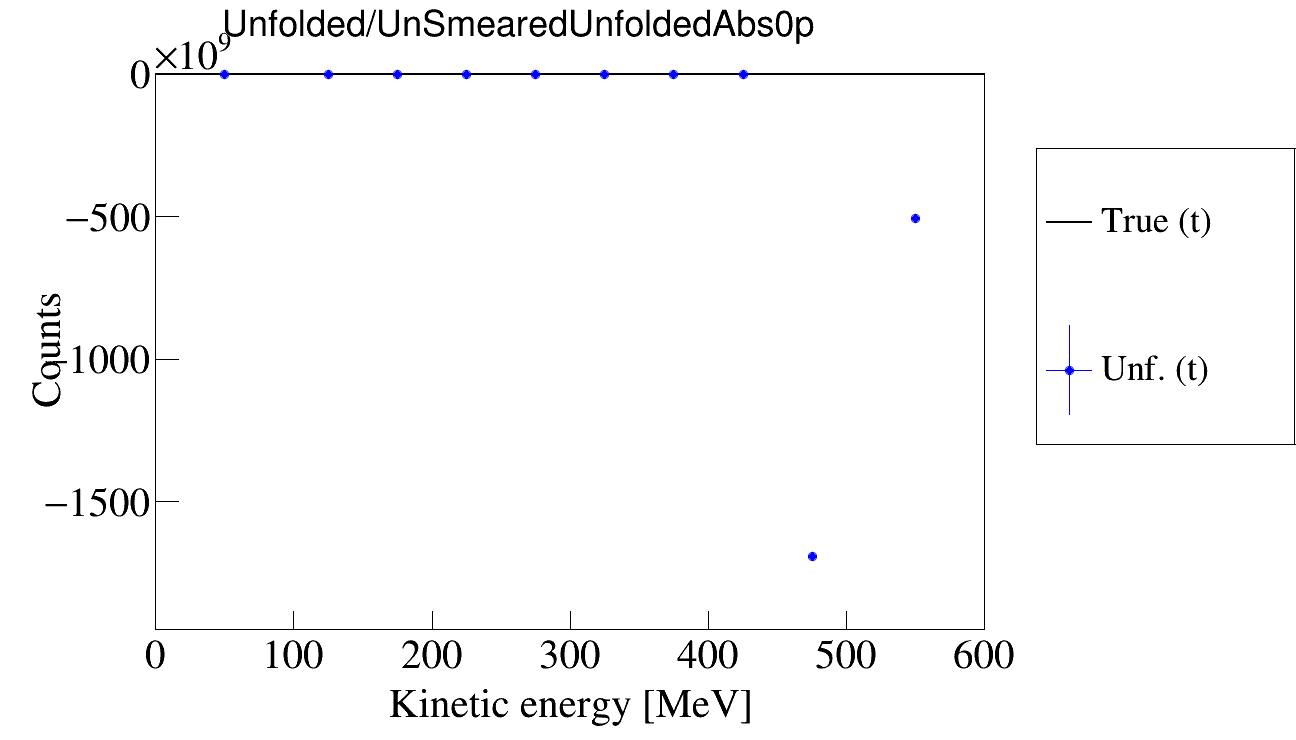 Unfolded/UnSmearedUnfoldedAbs0p
×10⁹
0
−500
−1000
−1500
Counts
0 100 200 300 400 500 600
Kinetic energy [MeV]
True (t)
Unf. (t)